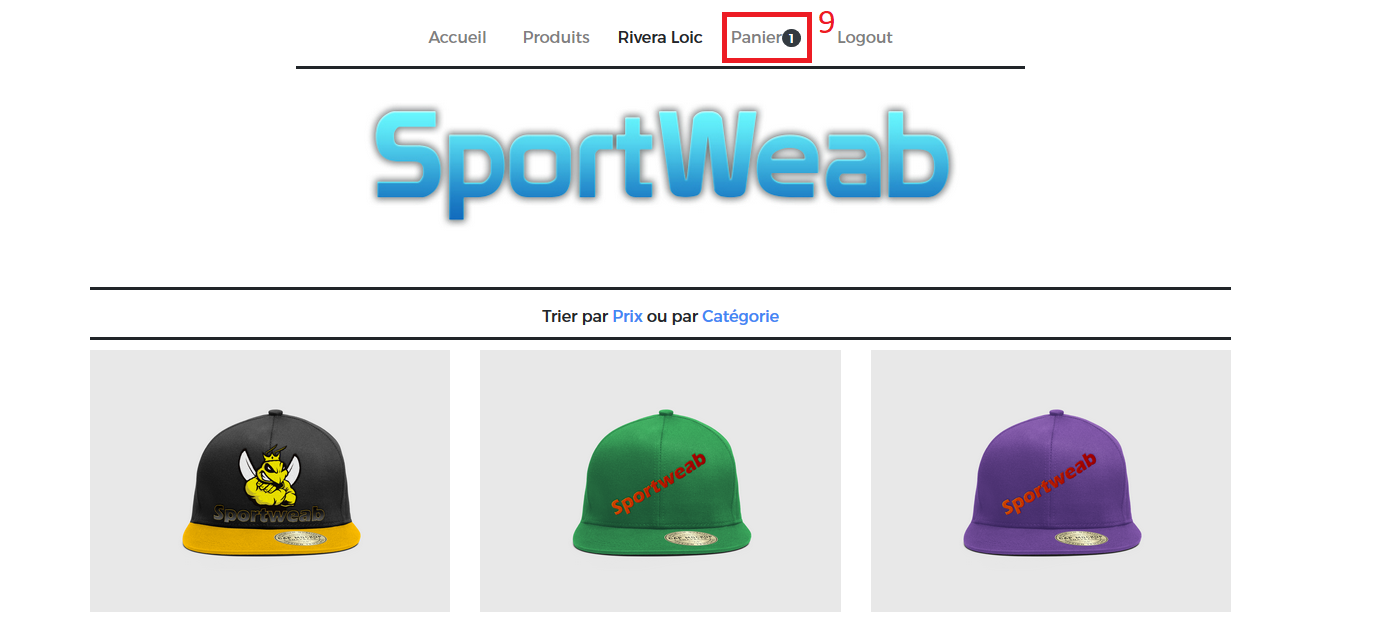 Accueil Produits Rivera Loic Panier 1 9 Logout
SportWeab
Trier par Prix ou par Catégorie
Sportweab
Sportweab
Sportweab